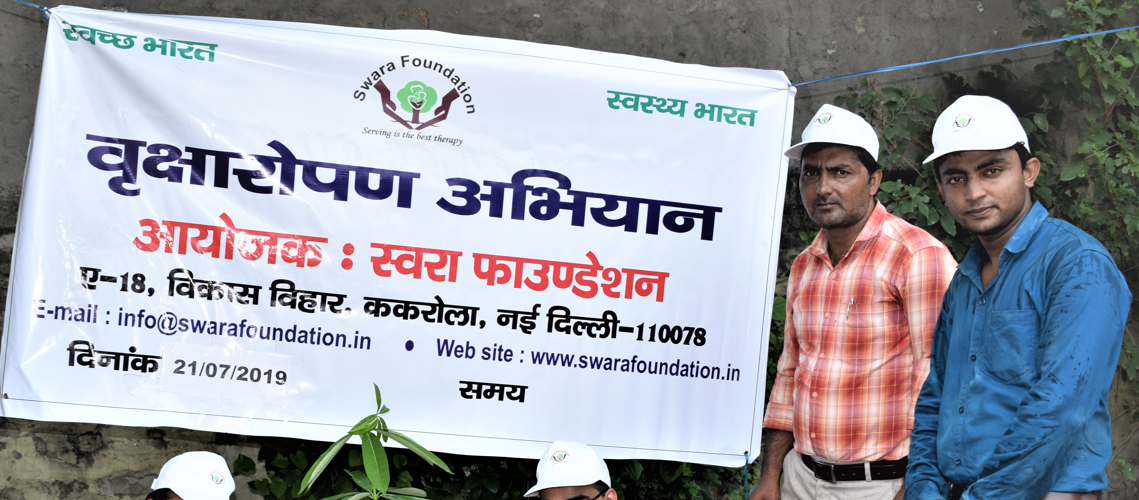 स्वच्छ भारत
Swara Foundation
Serving is the best therapy
स्वस्थ्य भारत
वृक्षारोपण अभियान
आयोजक : स्वरा फाउण्डेशन
ए-18, विकास विहार, ककरोला, नई दिल्ली-110078
E-mail : info@swarafoundation.in • Web site : www.swarafoundation.in
दिनांक 21/07/2019 समय